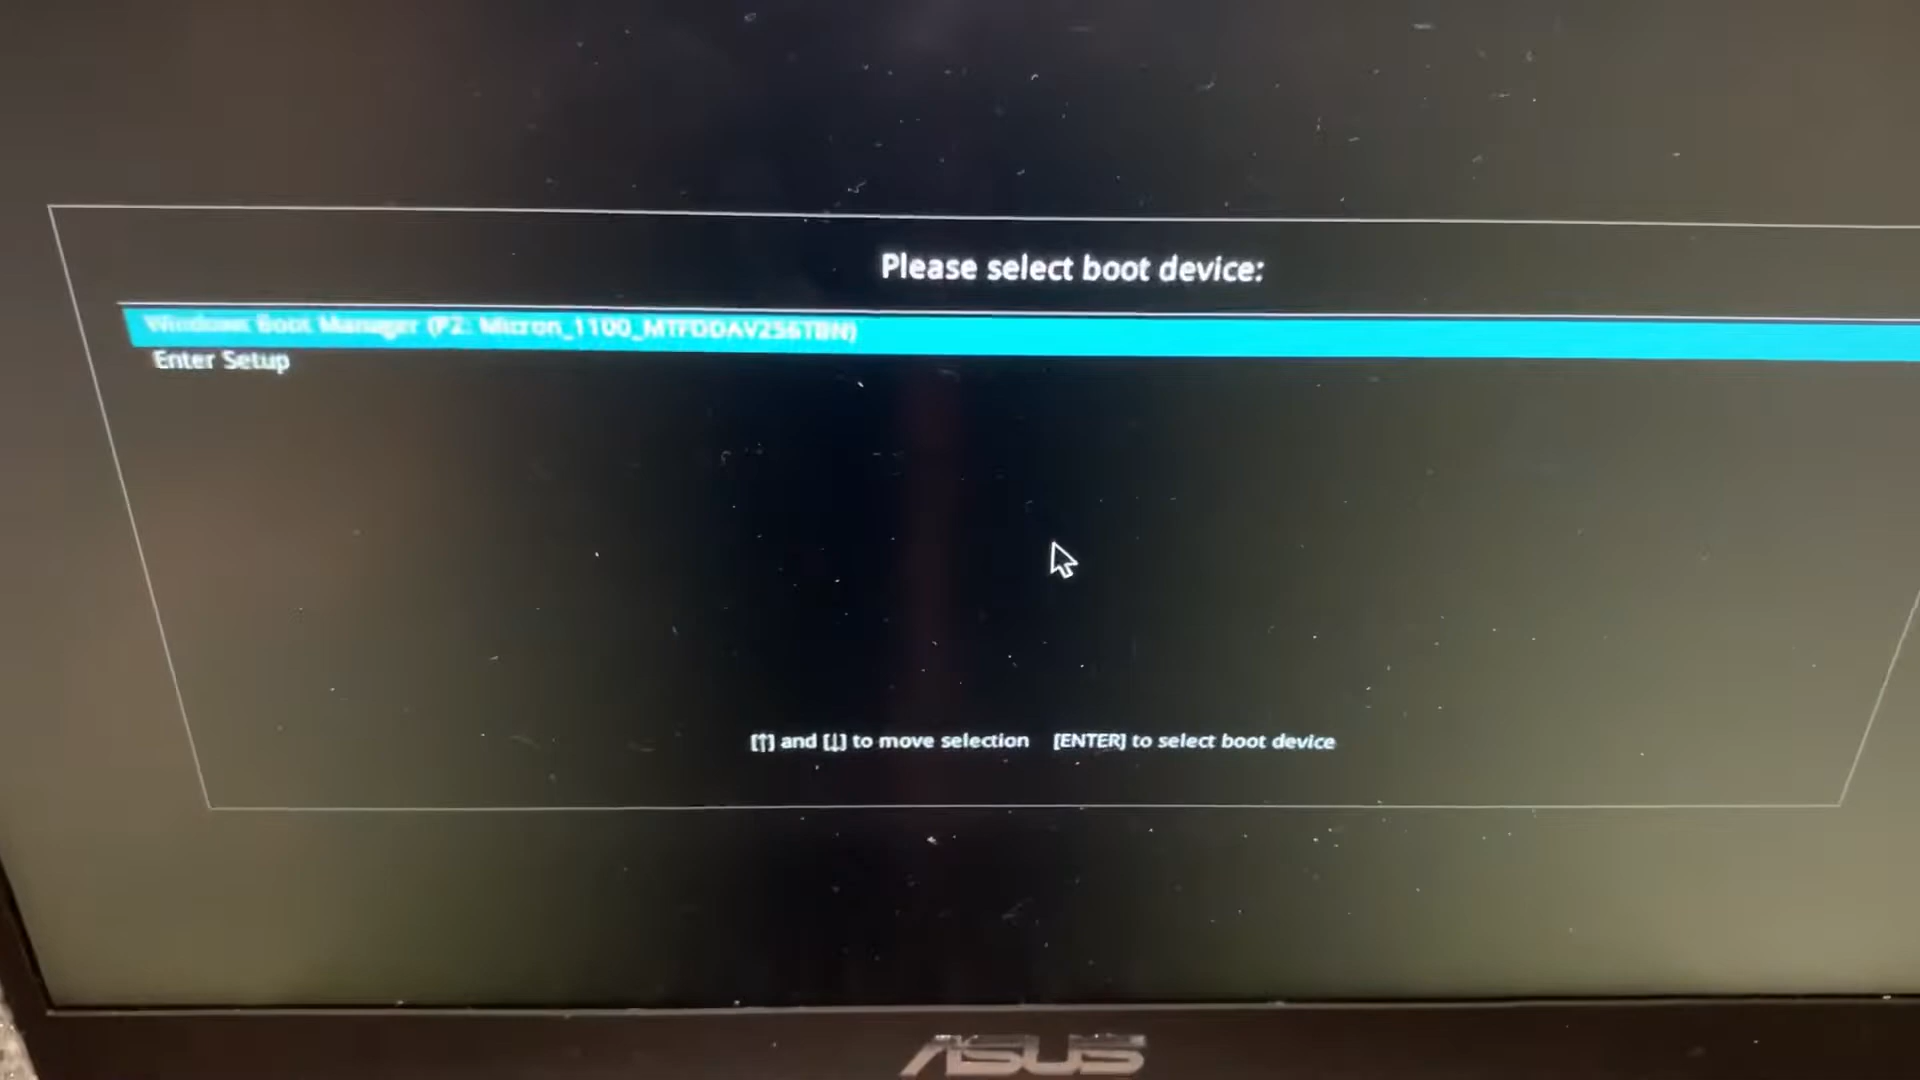 Please select boot device:
Windows Boot Manager (P2: Micron_1100_MTFDDAV256TBN)
Enter Setup
[↑] and [↓] to move selection [ENTER] to select boot device
ASUS